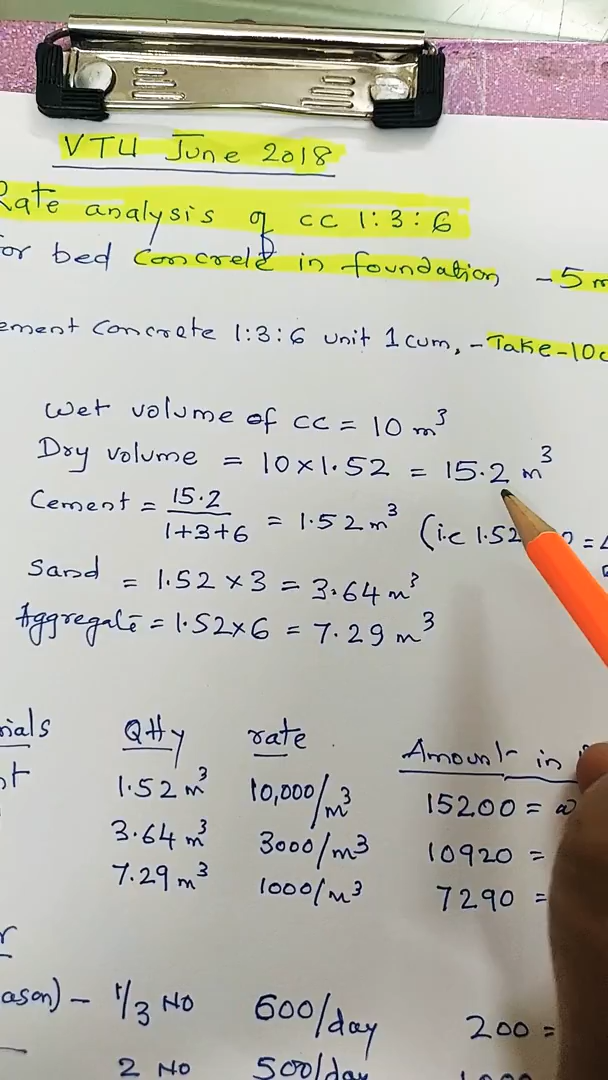 VTU June 2018
Rate analysis of cc 1:3:6
for bed concrete in foundation - 5
Cement concrete 1:3:6 unit 1cum, - Take - 10
Wet volume of cc = 10 m³
Dry volume = 10 × 1.52 = 15.2 m³
Cement = 15.2 / 1+3+6 = 1.52 m³ (i.e 1.52
Sand = 1.52 × 3 = 3.64 m³
Aggregate = 1.52×6 = 7.29 m³
Qtty rate Amount in
1.52 m³ 10,000/m³ 15200 =
3.64 m³ 3000/m³ 10920 =
7.29 m³ 1000/m³ 7290 =
1/3 No 600/day 200 =
2 No 500/day